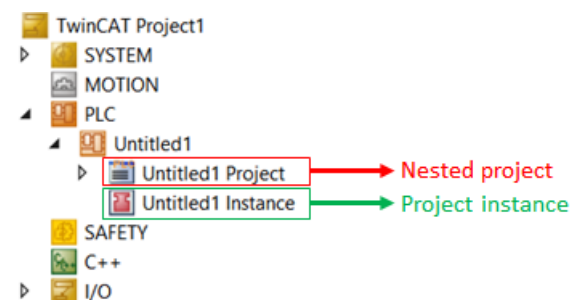 TwinCAT Project1
SYSTEM
MOTION
PLC
Untitled1
Untitled1 Project Nested project
Untitled1 Instance Project instance
SAFETY
C++
I/O